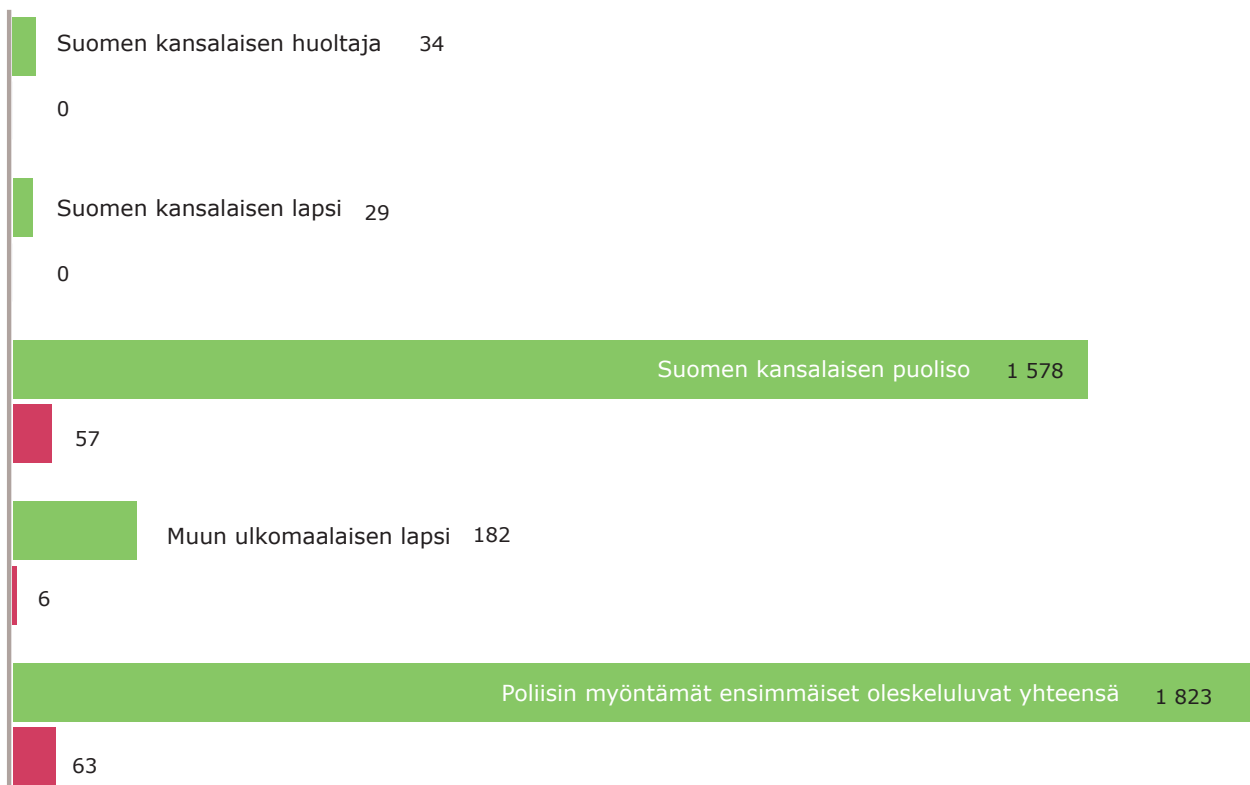 Suomen kansalaisen huoltaja 34
0
Suomen kansalaisen lapsi 29
0
Suomen kansalaisen puoliso 1 578
57
Muun ulkomaalaisen lapsi 182
6
Poliisin myöntämät ensimmäiset oleskeluluvat yhteensä 1 823
63